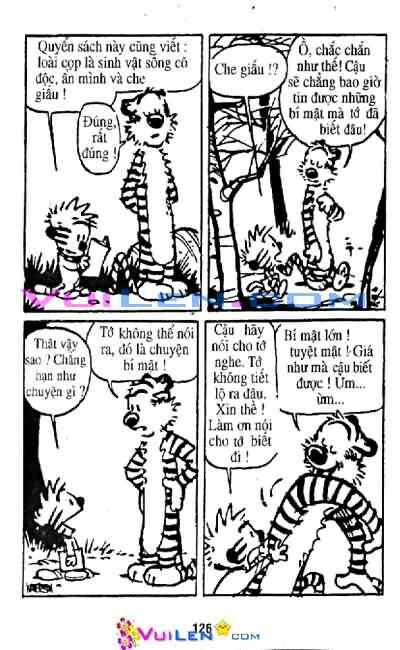 Quyển sách này cũng viết :
loài cọp là sinh vật sống cô
độc, ẩn mình và che
giấu !
Đúng,
rất
đúng !
Che giấu !?
Ồ, chắc chắn
như thế! Cậu
sẽ chẳng bao giờ
tin được những
bí mật mà tớ đã
biết đâu!
VuiLen.com
Thật vậy
sao ? Chẳng
hạn như
chuyện gì ?
Tớ không thể nói
ra, đó là chuyện
bí mật !
Cậu hãy
nói cho tớ
nghe. Tớ
không tiết
lộ ra đâu.
Xin thề !
Làm ơn nói
cho tớ biết
đi !
Bí mật lớn !
tuyệt mật ! Giá
như mà cậu biết
được ! Ừm...
ừm...
126
VuiLen.com